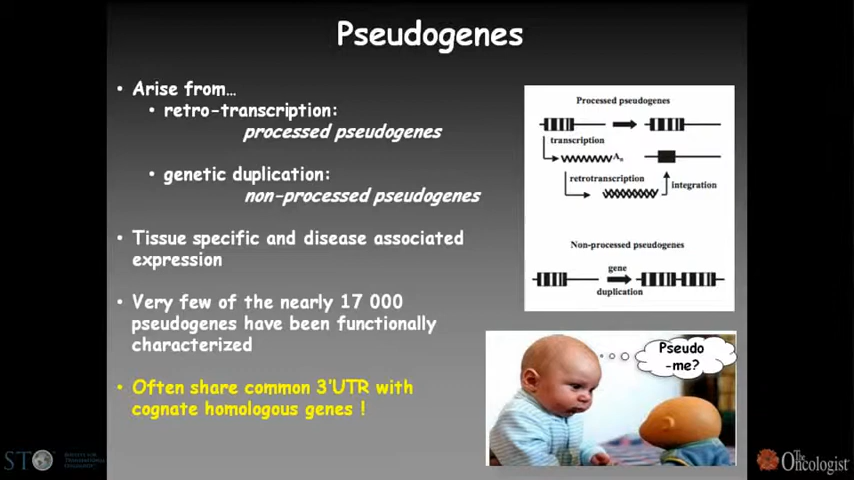 Pseudogenes
• Arise from…
• retro-transcription:
processed pseudogenes
• genetic duplication:
non-processed pseudogenes
• Tissue specific and disease associated
expression
• Very few of the nearly 17 000
pseudogenes have been functionally
characterized
• Often share common 3'UTR with
cognate homologous genes !
Processed pseudogenes
transcription
An
retrotranscription
integration
Non-processed pseudogenes
gene
duplication
Pseudo
-me?
STO
The
Oncologist